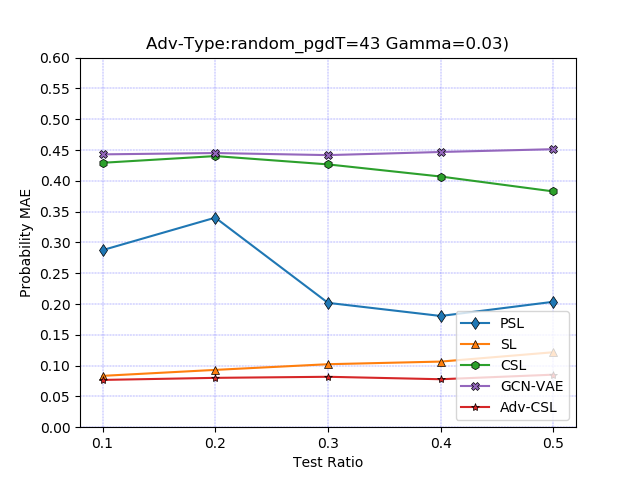 Adv-Type:random_pgdT=43 Gamma=0.03)
Probability MAE
0.60
0.55
0.50
0.45
0.40
0.35
0.30
0.25
0.20
0.15
0.10
0.05
0.00
PSL
SL
CSL
GCN-VAE
Adv-CSL
0.1 0.2 0.3 0.4 0.5
Test Ratio